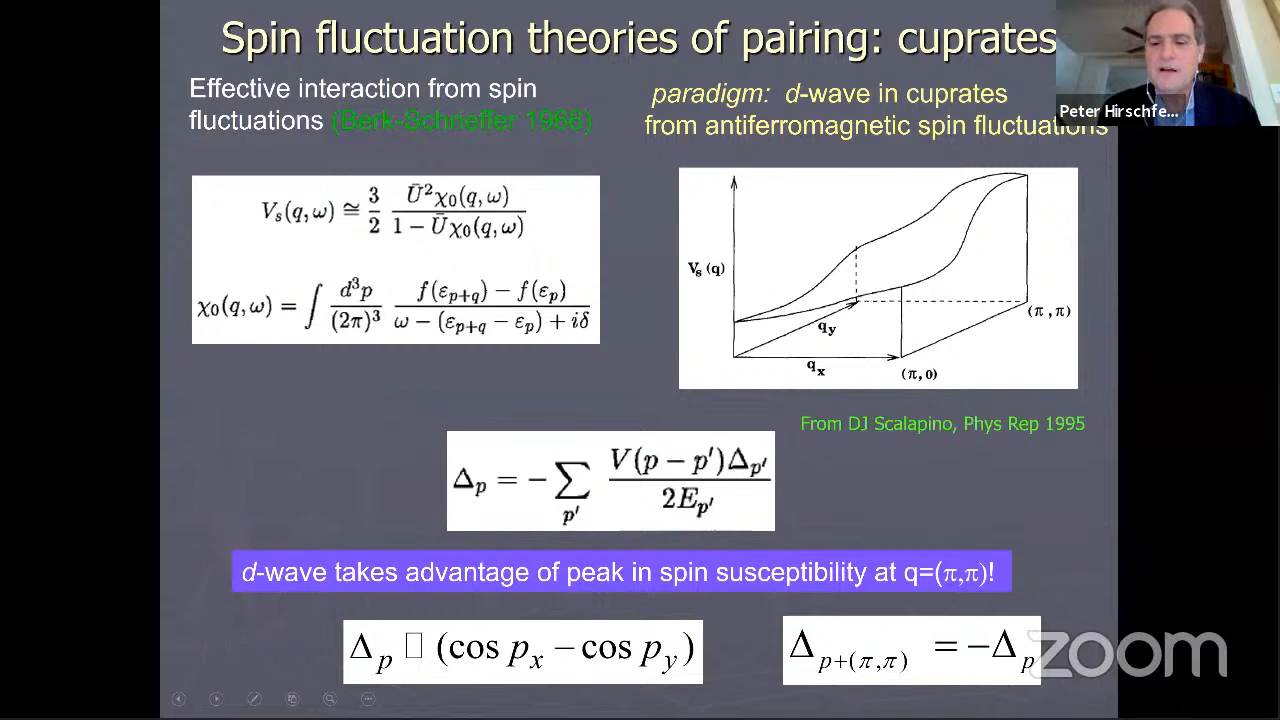 Spin fluctuation theories of pairing: cuprates
Peter Hirschfe...
Effective interaction from spin
fluctuations (Berk-Schrieffer 1966)
paradigm: d-wave in cuprates
from antiferromagnetic spin fluctuations
V_s(q, ω) ≅ 3/2 Ū²χ₀(q, ω) / 1 − Ūχ₀(q, ω)
χ₀(q, ω) = ∫ d³p/(2π)³ f(ε_{p+q}) − f(ε_p) / ω − (ε_{p+q} − ε_p) + iδ
V_s(q)
q_y
q_x
(π, 0)
(π, π)
From DJ Scalapino, Phys Rep 1995
Δ_p = − ∑_{p′} V(p − p′)Δ_{p′} / 2E_{p′}
d-wave takes advantage of peak in spin susceptibility at q=(π,π)!
Δ_p □ (cos p_x − cos p_y)
Δ_{p+(π,π)} = −Δ_p
zoom